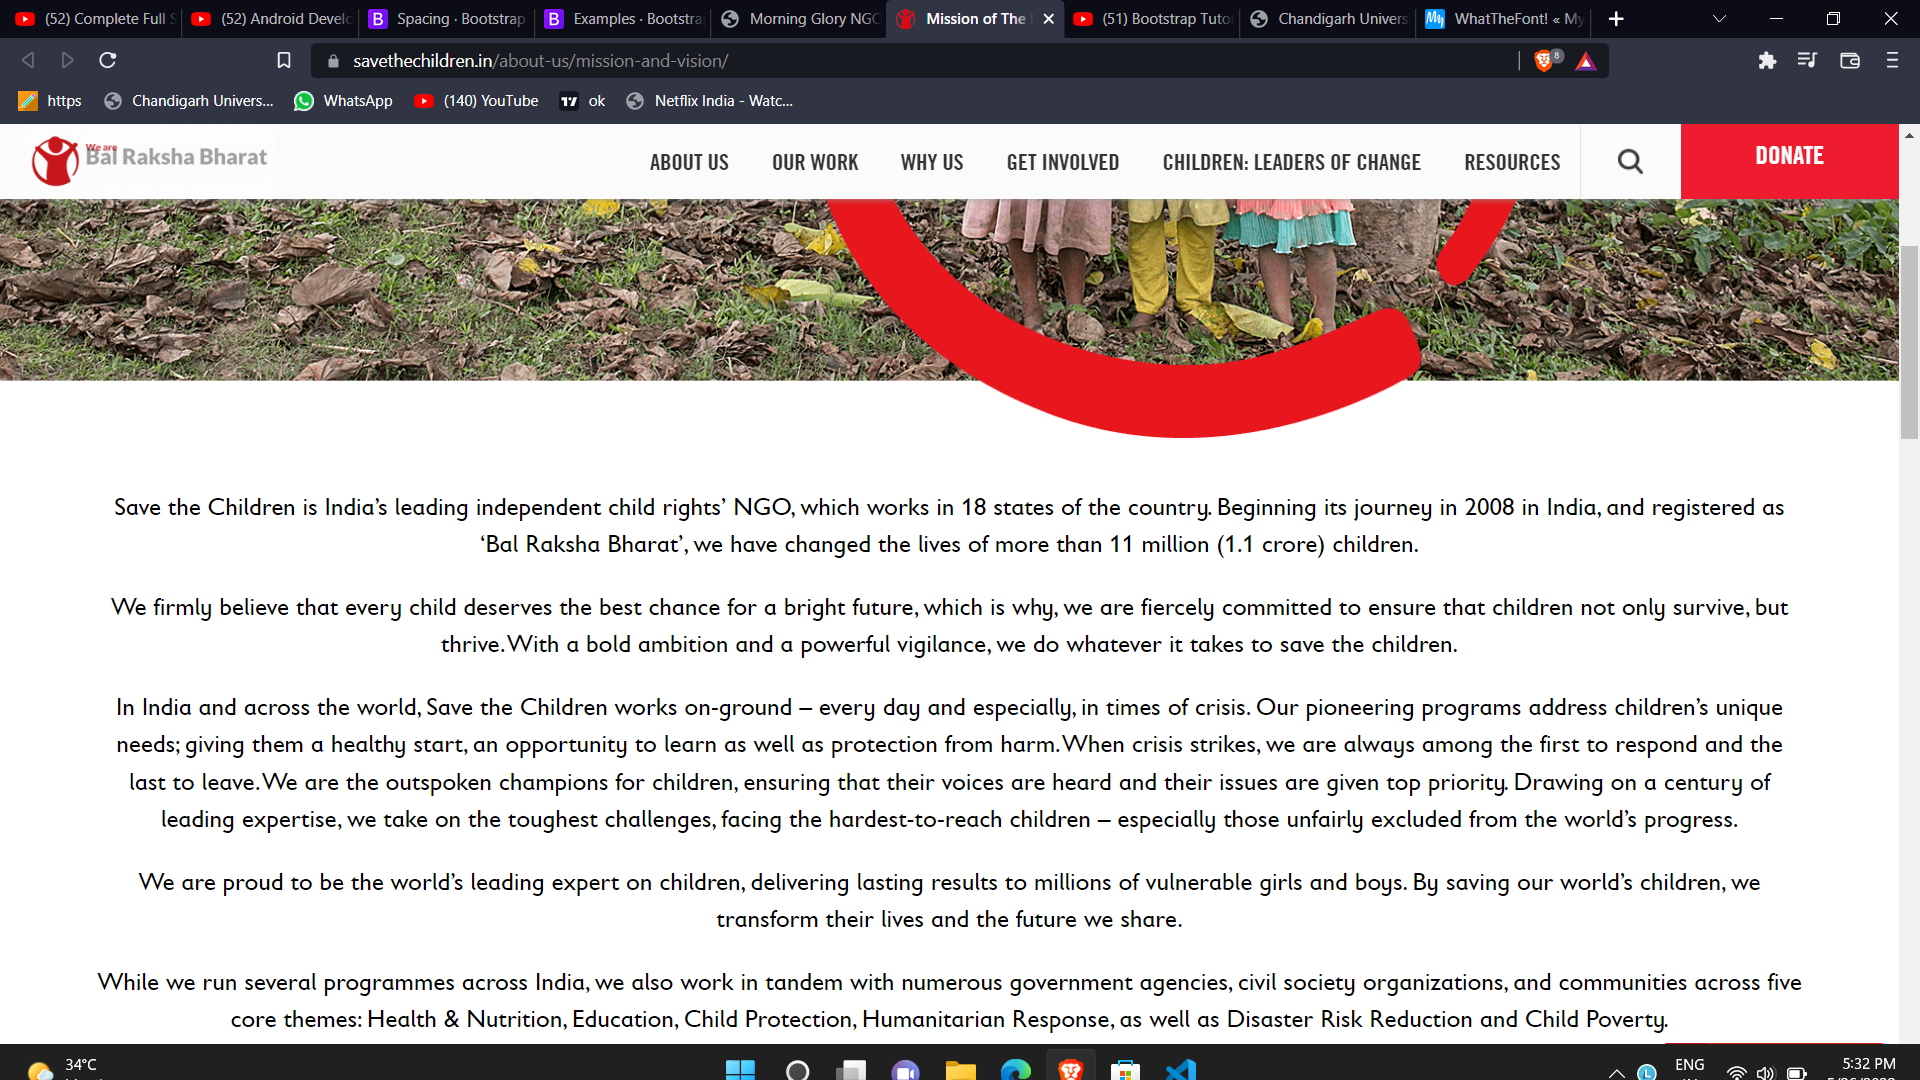 (52) Complete Full S
(52) Android Develo
Spacing · Bootstrap
Examples · Bootstra
Morning Glory NGO
Mission of The
(51) Bootstrap Tuto
Chandigarh Univers
WhatTheFont! « My
savethechildren.in/about-us/mission-and-vision/
8
https
Chandigarh Univers...
WhatsApp
(140) YouTube
ok
Netflix India - Watc...
We are
Bal Raksha Bharat
ABOUT US
OUR WORK
WHY US
GET INVOLVED
CHILDREN: LEADERS OF CHANGE
RESOURCES
DONATE
Save the Children is India’s leading independent child rights’ NGO, which works in 18 states of the country. Beginning its journey in 2008 in India, and registered as
‘Bal Raksha Bharat’, we have changed the lives of more than 11 million (1.1 crore) children.
We firmly believe that every child deserves the best chance for a bright future, which is why, we are fiercely committed to ensure that children not only survive, but
thrive. With a bold ambition and a powerful vigilance, we do whatever it takes to save the children.
In India and across the world, Save the Children works on-ground – every day and especially, in times of crisis. Our pioneering programs address children’s unique
needs; giving them a healthy start, an opportunity to learn as well as protection from harm. When crisis strikes, we are always among the first to respond and the
last to leave. We are the outspoken champions for children, ensuring that their voices are heard and their issues are given top priority. Drawing on a century of
leading expertise, we take on the toughest challenges, facing the hardest-to-reach children – especially those unfairly excluded from the world’s progress.
We are proud to be the world’s leading expert on children, delivering lasting results to millions of vulnerable girls and boys. By saving our world’s children, we
transform their lives and the future we share.
While we run several programmes across India, we also work in tandem with numerous government agencies, civil society organizations, and communities across five
core themes: Health & Nutrition, Education, Child Protection, Humanitarian Response, as well as Disaster Risk Reduction and Child Poverty.
34°C
ENG
5:32 PM